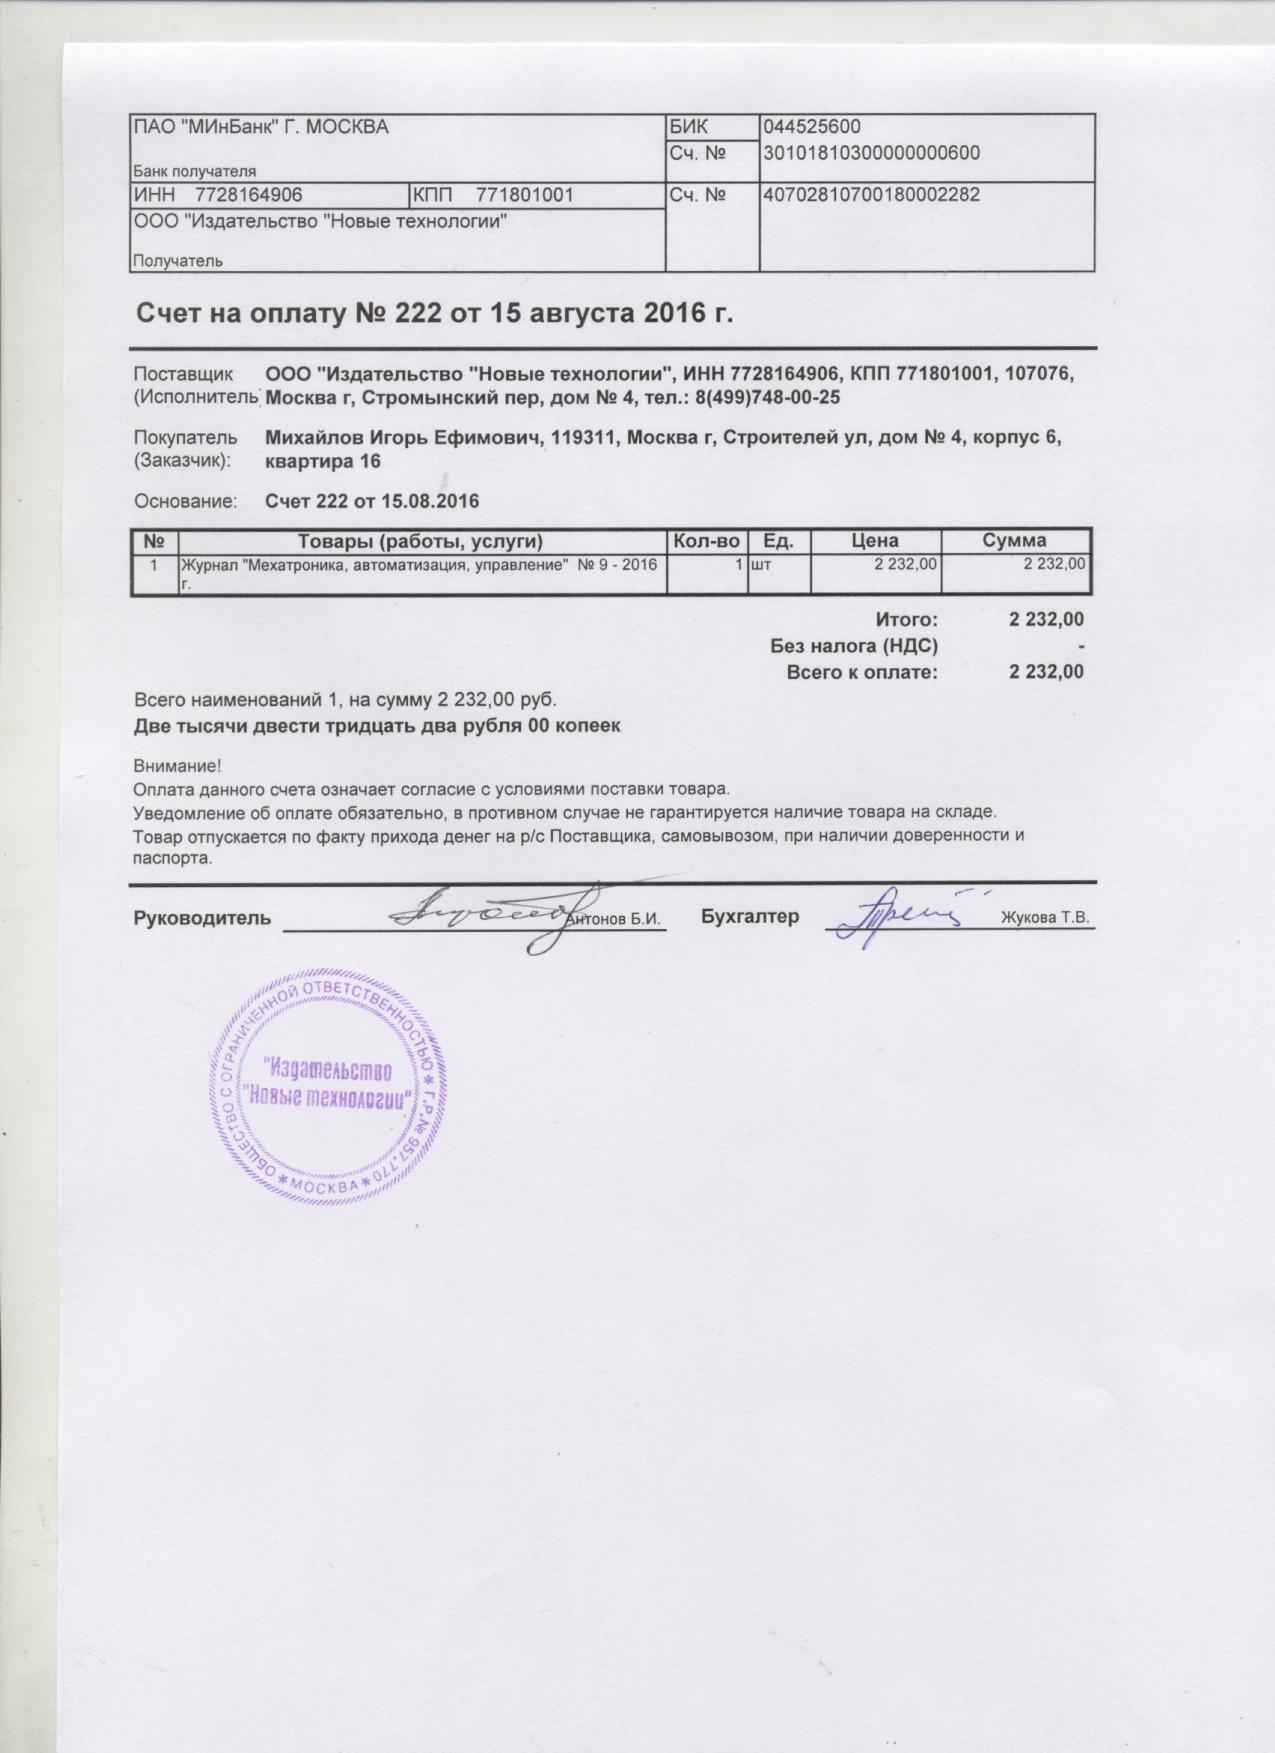 ПАО "МИнБанк" Г. МОСКВА
БИК 044525600
Сч. № 30101810300000000600
Банк получателя
ИНН 7728164906 КПП 771801001 Сч. № 40702810700180002282
ООО "Издательство "Новые технологии"
Получатель
Счет на оплату № 222 от 15 августа 2016 г.
Поставщик ООО "Издательство "Новые технологии", ИНН 7728164906, КПП 771801001, 107076,
(Исполнитель) Москва г, Стромынский пер, дом № 4, тел.: 8(499)748-00-25
Покупатель Михайлов Игорь Ефимович, 119311, Москва г, Строителей ул, дом № 4, корпус 6,
(Заказчик): квартира 16
Основание: Счет 222 от 15.08.2016
№ Товары (работы, услуги) Кол-во Ед. Цена Сумма
1 Журнал "Мехатроника, автоматизация, управление" № 9 - 2016 1 шт 2 232,00 2 232,00
г.
Итого: 2 232,00
Без налога (НДС) -
Всего к оплате: 2 232,00
Всего наименований 1, на сумму 2 232,00 руб.
Две тысячи двести тридцать два рубля 00 копеек
Внимание!
Оплата данного счета означает согласие с условиями поставки товара.
Уведомление об оплате обязательно, в противном случае не гарантируется наличие товара на складе.
Товар отпускается по факту прихода денег на р/с Поставщика, самовывозом, при наличии доверенности и
паспорта.
Руководитель Антонов Б.И. Бухгалтер Жукова Т.В.
ОБЩЕСТВО С ОГРАНИЧЕННОЙ ОТВЕТСТВЕННОСТЬЮ * Г.Р.№ 957.770 * МОСКВА *
"Издательство
"Новые технологии"